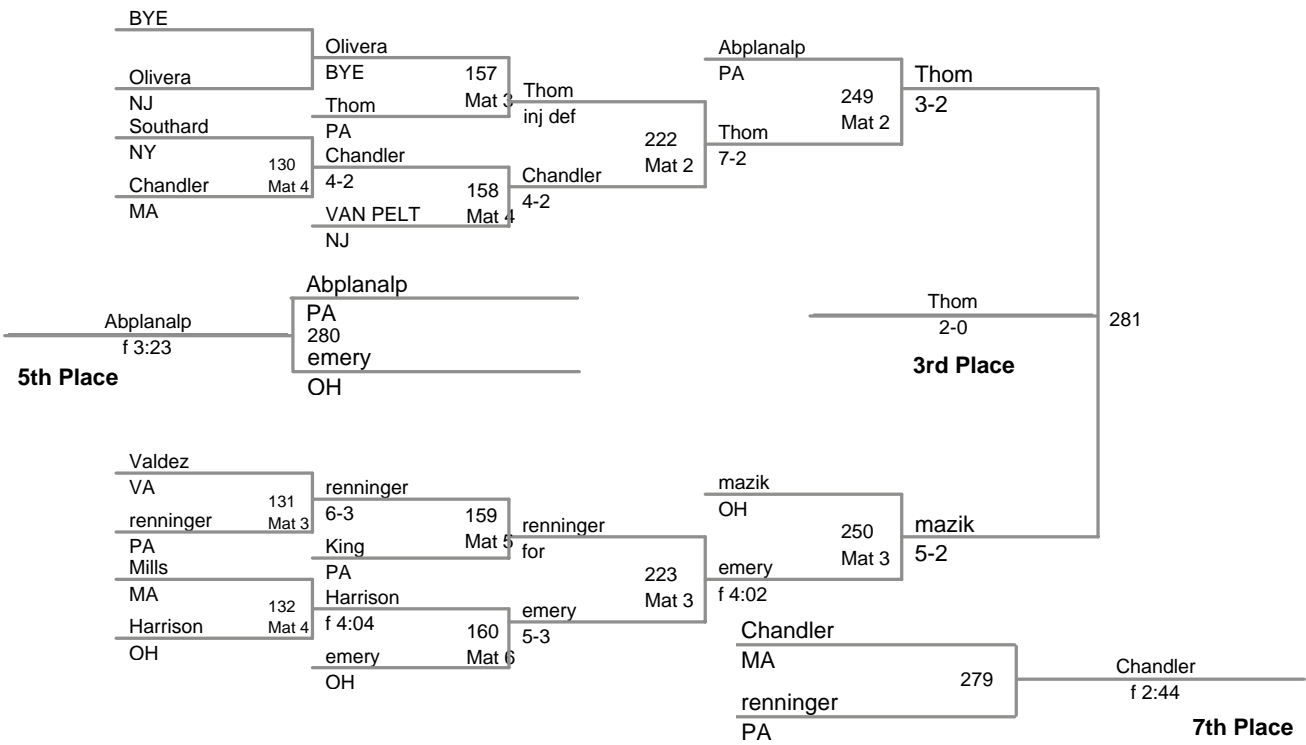 BYE
Olivera
NJ
Southard
NY
130
Mat 4
Chandler
MA
Olivera
BYE
157
Mat 3
Thom
PA
Chandler
4-2
158
Mat 4
VAN PELT
NJ
Thom
inj def
222
Mat 2
Chandler
4-2
Abplanalp
PA
249
Mat 2
Thom
7-2
Thom
3-2
Abplanalp
PA
280
emery
OH
Abplanalp
f 3:23
5th Place
Thom
2-0
281
3rd Place
Valdez
VA
131
Mat 3
renninger
PA
Mills
MA
132
Mat 4
Harrison
OH
renninger
6-3
159
Mat 5
King
PA
Harrison
f 4:04
160
Mat 6
emery
OH
renninger
for
223
Mat 3
emery
5-3
mazik
OH
250
Mat 3
emery
f 4:02
mazik
5-2
Chandler
MA
279
renninger
PA
Chandler
f 2:44
7th Place